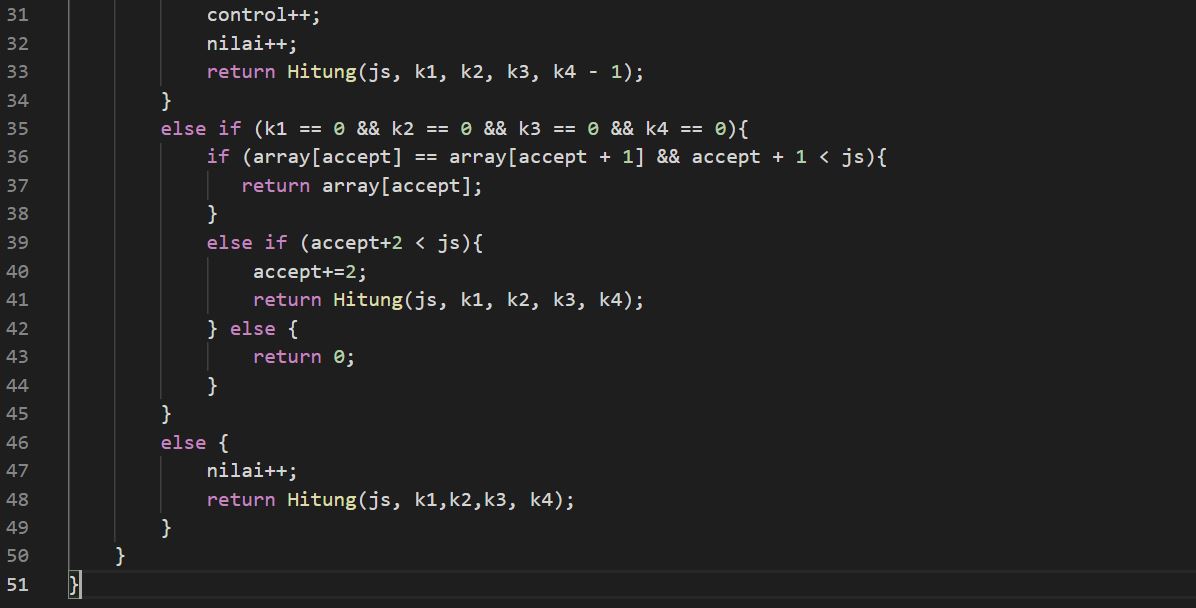 31 control++;
32 nilai++;
33 return Hitung(js, k1, k2, k3, k4 - 1);
34 }
35 else if (k1 == 0 && k2 == 0 && k3 == 0 && k4 == 0){
36 if (array[accept] == array[accept + 1] && accept + 1 < js){
37 return array[accept];
38 }
39 else if (accept+2 < js){
40 accept+=2;
41 return Hitung(js, k1, k2, k3, k4);
42 } else {
43 return 0;
44 }
45 }
46 else {
47 nilai++;
48 return Hitung(js, k1,k2,k3, k4);
49 }
50 }
51 }